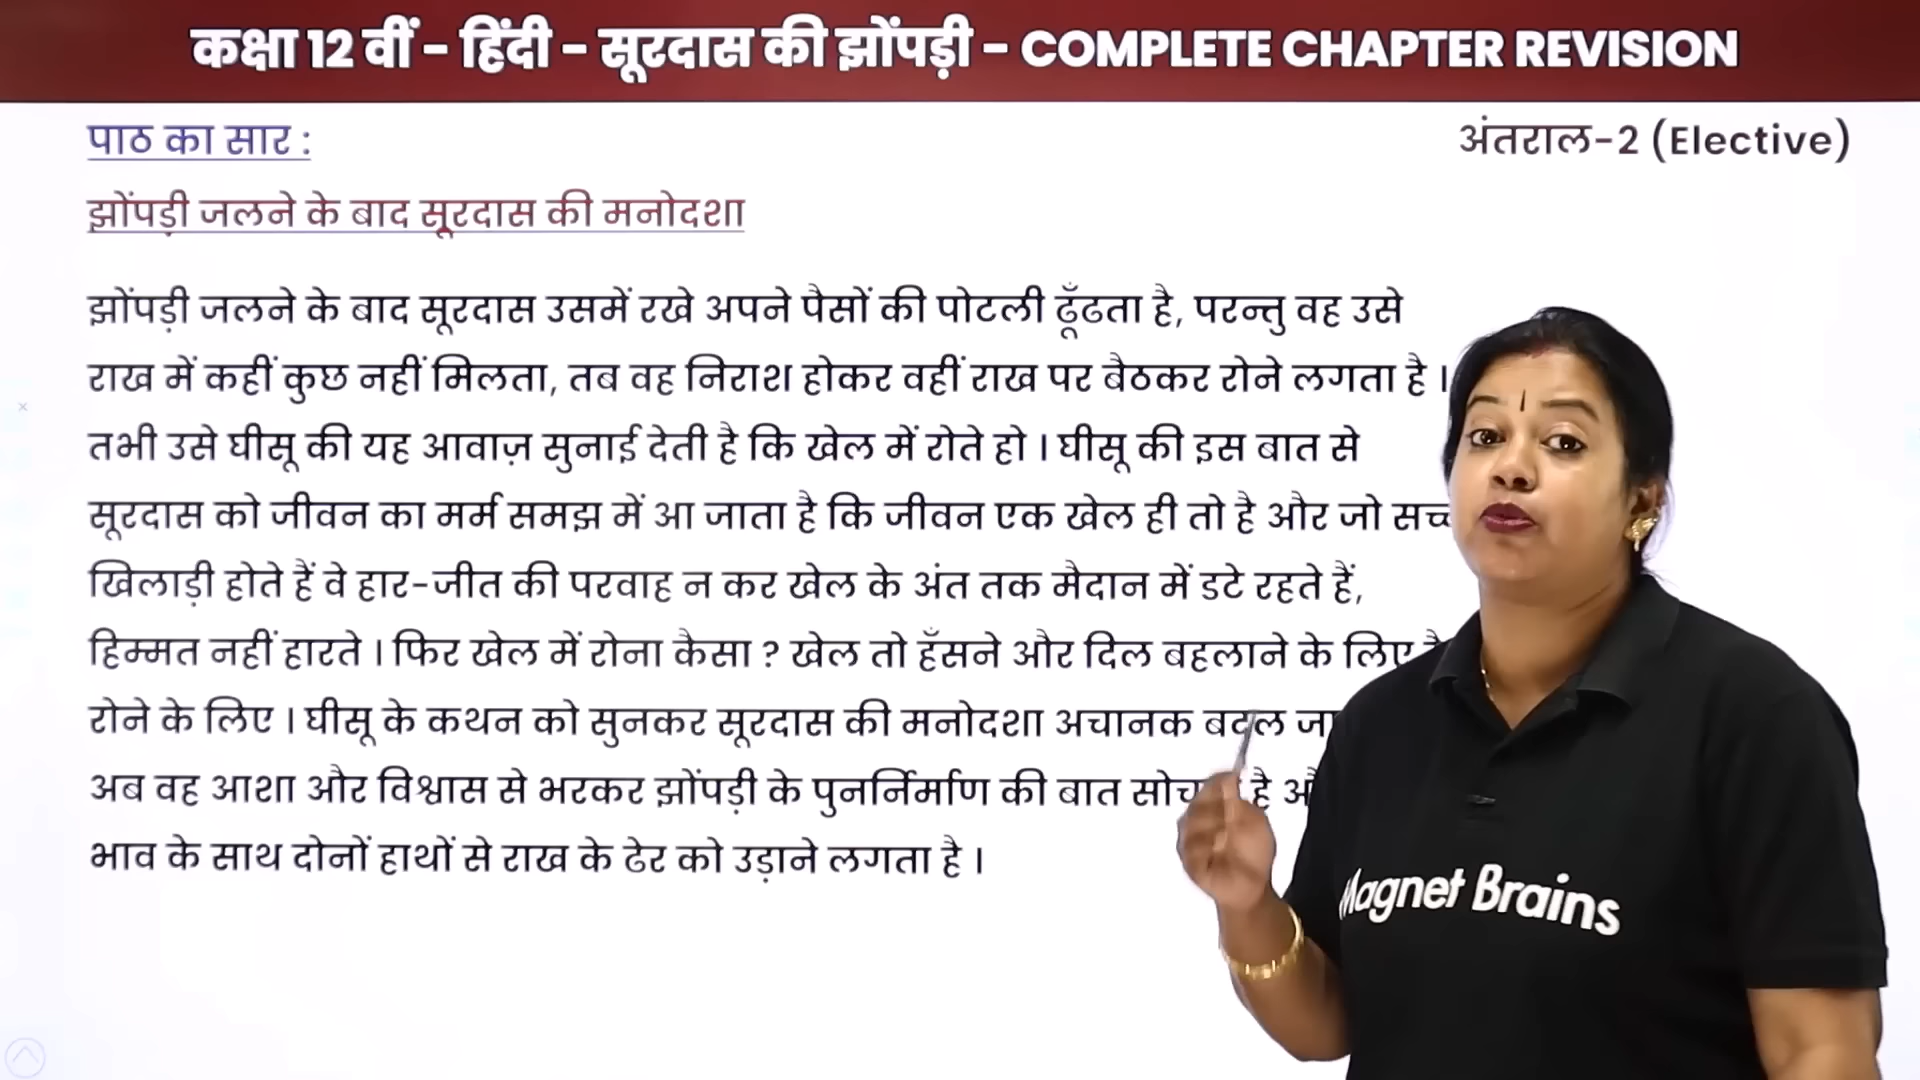 कक्षा 12 वीं - हिंदी - सूरदास की झोंपड़ी - COMPLETE CHAPTER REVISION
पाठ का सार :
अंतराल-2 (Elective)
झोंपड़ी जलने के बाद सूरदास की मनोदशा
झोंपड़ी जलने के बाद सूरदास उसमें रखे अपने पैसों की पोटली ढूँढता है, परन्तु वह उसे
राख में कहीं कुछ नहीं मिलता, तब वह निराश होकर वहीं राख पर बैठकर रोने लगता है ।
तभी उसे घीसू की यह आवाज़ सुनाई देती है कि खेल में रोते हो । घीसू की इस बात से
सूरदास को जीवन का मर्म समझ में आ जाता है कि जीवन एक खेल ही तो है और जो
खिलाड़ी होते हैं वे हार-जीत की परवाह न कर खेल के अंत तक मैदान में डटे रहते हैं,
हिम्मत नहीं हारते । फिर खेल में रोना कैसा ? खेल तो हँसने और दिल बहलाने के लिए
रोने के लिए । घीसू के कथन को सुनकर सूरदास की मनोदशा अचानक बदल
अब वह आशा और विश्वास से भरकर झोंपड़ी के पुनर्निर्माण की बात है
भाव के साथ दोनों हाथों से राख के ढेर को उड़ाने लगता है ।
Magnet Brains